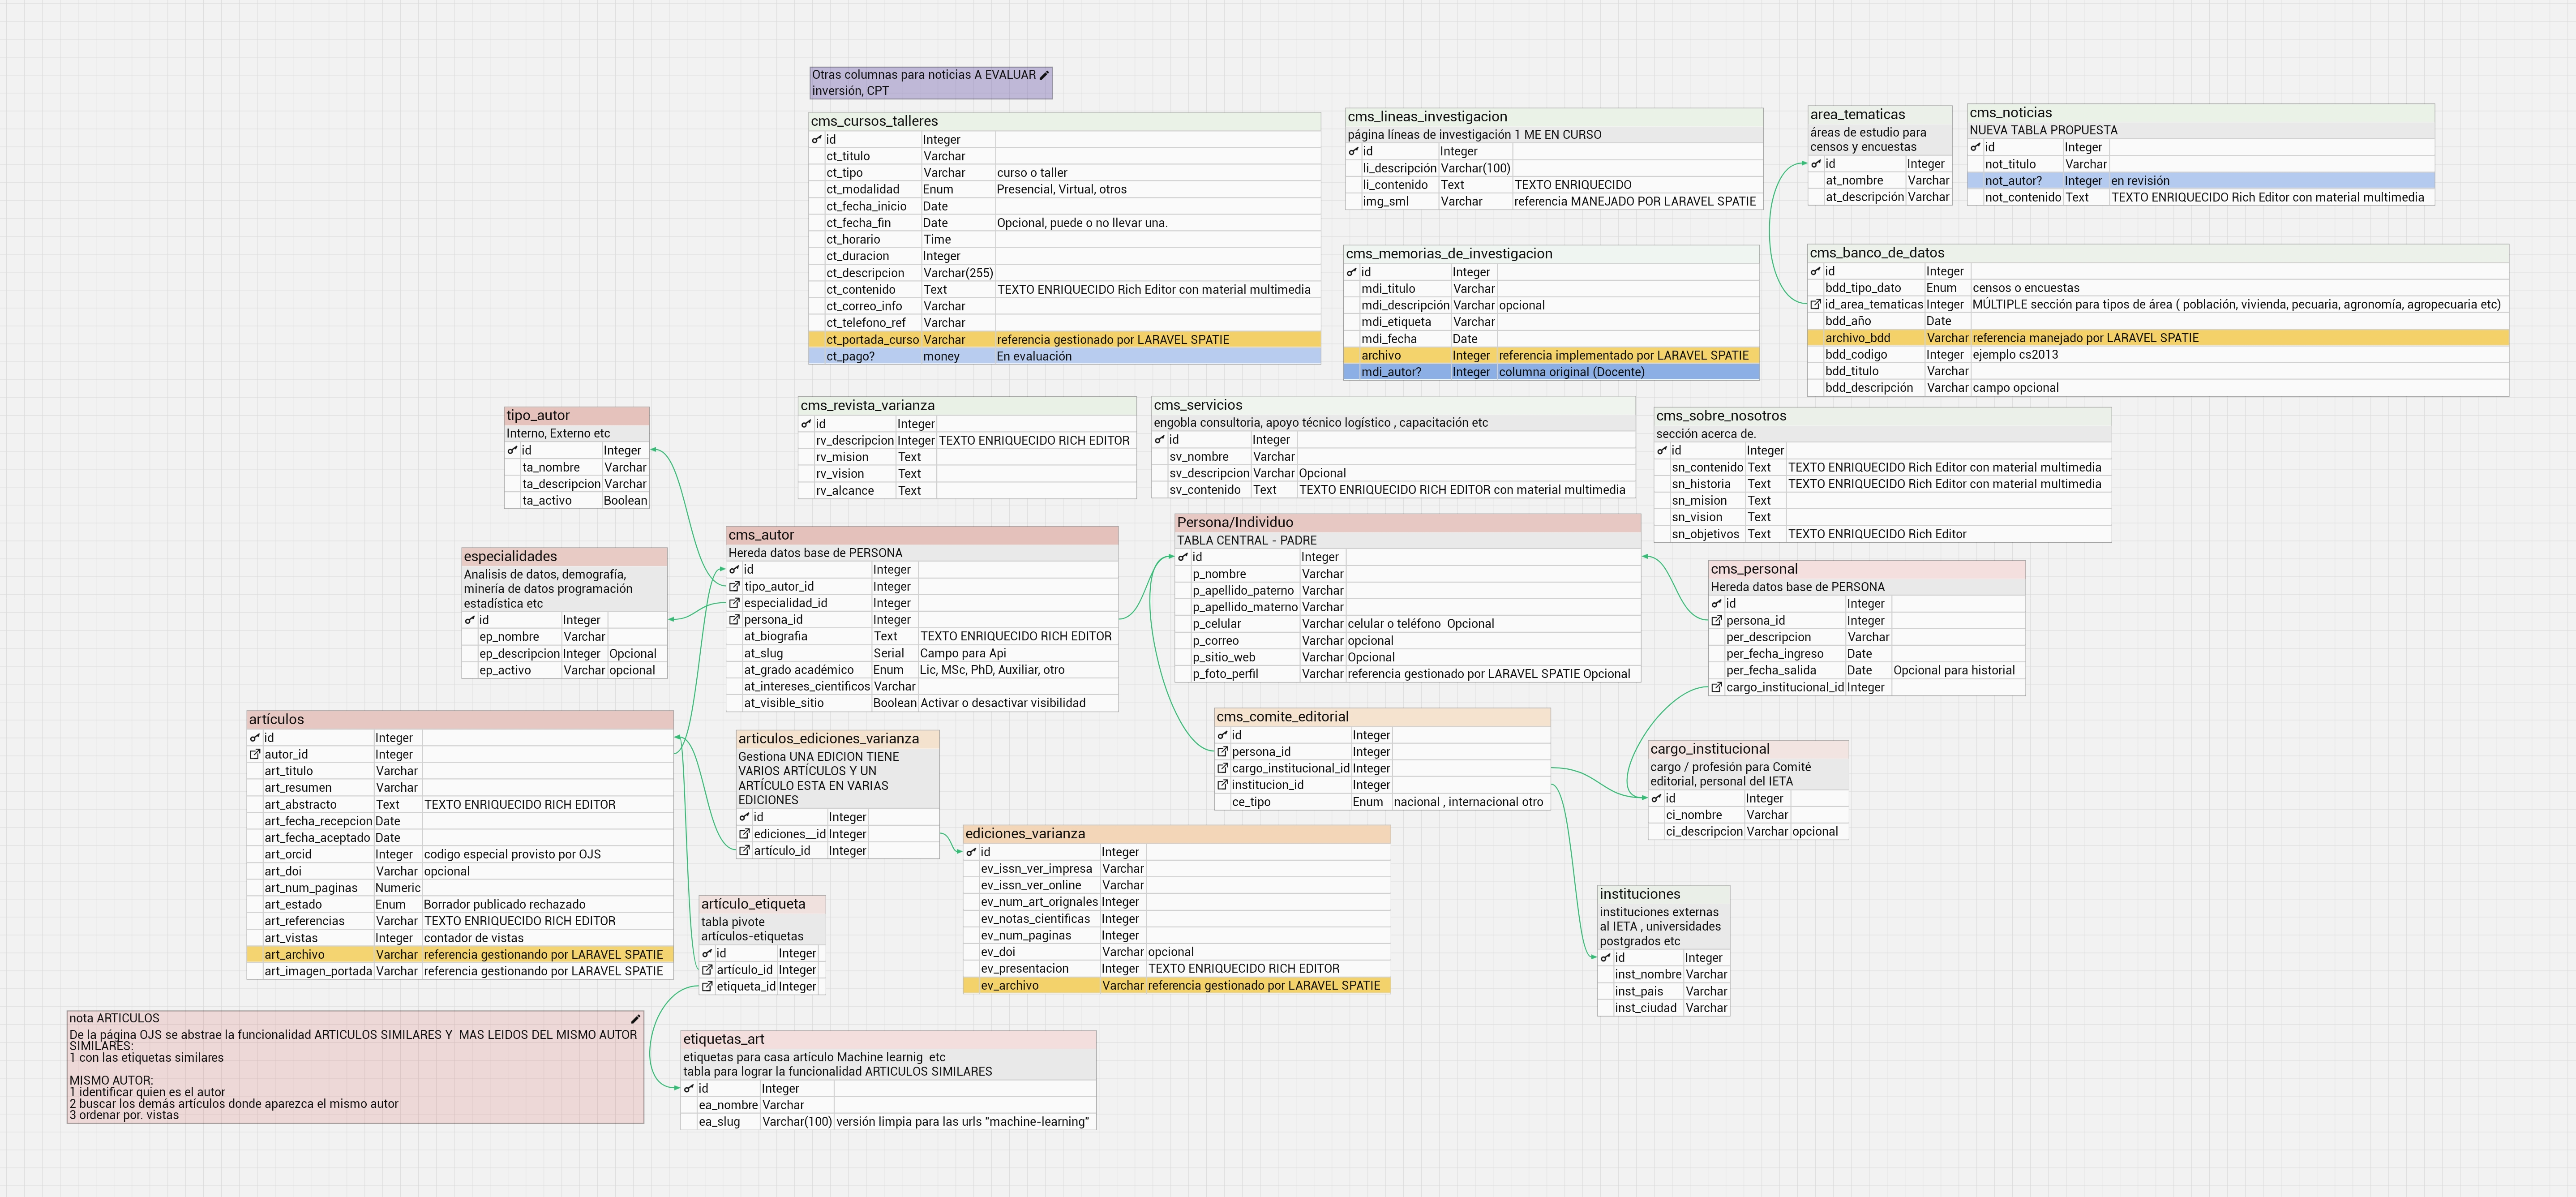 Otras columnas para noticias A EVALUAR
inversión, CPT
cms_cursos_talleres
id Integer
ct_titulo Varchar
ct_tipo Varchar curso o taller
ct_modalidad Enum Presencial, Virtual, otros
ct_fecha_inicio Date
ct_fecha_fin Date Opcional, puede o no llevar una.
ct_horario Time
ct_duracion Integer
ct_descripcion Varchar(255)
ct_contenido Text TEXTO ENRIQUECIDO Rich Editor con material multimedia
ct_correo_info Varchar
ct_telefono_ref Varchar
ct_portada_curso Varchar referencia gestionado por LARAVEL SPATIE
ct_pago? money En evaluación
cms_lineas_investigacion
página líneas de investigación 1 ME EN CURSO
id Integer
li_descripción Varchar(100)
li_contenido Text TEXTO ENRIQUECIDO
img_sml Varchar referencia MANEJADO POR LARAVEL SPATIE
area_tematicas
áreas de estudio para
censos y encuestas
id Integer
at_nombre Varchar
at_descripción Varchar
cms_noticias
NUEVA TABLA PROPUESTA
id Integer
not_titulo Varchar
not_autor? Integer en revisión
not_contenido Text TEXTO ENRIQUECIDO Rich Editor con material multimedia
cms_memorias_de_investigacion
id Integer
mdi_titulo Varchar
mdi_descripción Varchar opcional
mdi_etiqueta Varchar
mdi_fecha Date
archivo Integer referencia implementado por LARAVEL SPATIE
mdi_autor? Integer columna original (Docente)
cms_banco_de_datos
id Integer
bdd_tipo_dato Enum censos o encuestas
id_area_tematicas Integer MÚLTIPLE sección para tipos de área ( población, vivienda, pecuaria, agronomía, agropecuaria etc)
bdd_año Date
archivo_bdd Varchar referencia manejado por LARAVEL SPATIE
bdd_codigo Integer ejemplo cs2013
bdd_titulo Varchar
bdd_descripción Varchar campo opcional
tipo_autor
Interno, Externo etc
id Integer
ta_nombre Varchar
ta_descripcion Varchar
ta_activo Boolean
cms_revista_varianza
id Integer
rv_descripcion Integer TEXTO ENRIQUECIDO RICH EDITOR
rv_mision Text
rv_vision Text
rv_alcance Text
cms_servicios
engobla consultoria, apoyo técnico logístico , capacitación etc
id Integer
sv_nombre Varchar
sv_descripcion Varchar Opcional
sv_contenido Text TEXTO ENRIQUECIDO RICH EDITOR con material multimedia
cms_sobre_nosotros
sección acerca de.
id Integer
sn_contenido Text TEXTO ENRIQUECIDO Rich Editor con material multimedia
sn_historia Text TEXTO ENRIQUECIDO Rich Editor con material multimedia
sn_mision Text
sn_vision Text
sn_objetivos Text TEXTO ENRIQUECIDO Rich Editor
especialidades
Analisis de datos, demografía,
minería de datos programación
estadística etc
id Integer
ep_nombre Varchar
ep_descripcion Integer Opcional
ep_activo Varchar opcional
cms_autor
Hereda datos base de PERSONA
id Integer
tipo_autor_id Integer
especialidad_id Integer
persona_id Integer
at_biografia Text TEXTO ENRIQUECIDO RICH EDITOR
at_slug Serial Campo para Api
at_grado académico Enum Lic, MSc, PhD, Auxiliar, otro
at_intereses_cientificos Varchar
at_visible_sitio Boolean Activar o desactivar visibilidad
Persona/Individuo
TABLA CENTRAL - PADRE
id Integer
p_nombre Varchar
p_apellido_paterno Varchar
p_apellido_materno Varchar
p_celular Varchar celular o teléfono Opcional
p_correo Varchar opcional
p_sitio_web Varchar Opcional
p_foto_perfil Varchar referencia gestionado por LARAVEL SPATIE Opcional
cms_personal
Hereda datos base de PERSONA
id Integer
persona_id Integer
per_descripcion Varchar
per_fecha_ingreso Date
per_fecha_salida Date Opcional para historial
cargo_institucional_id Integer
artículos
id Integer
autor_id Integer
art_titulo Varchar
art_resumen Varchar
art_abstracto Text TEXTO ENRIQUECIDO RICH EDITOR
art_fecha_recepcion Date
art_fecha_aceptado Date
art_orcid Integer codigo especial provisto por OJS
art_doi Varchar opcional
art_num_paginas Numeric
art_estado Enum Borrador publicado rechazado
art_referencias Varchar TEXTO ENRIQUECIDO RICH EDITOR
art_vistas Integer contador de vistas
art_archivo Varchar referencia gestionando por LARAVEL SPATIE
art_imagen_portada Varchar referencia gestionando por LARAVEL SPATIE
articulos_ediciones_varianza
Gestiona UNA EDICION TIENE
VARIOS ARTÍCULOS Y UN
ARTÍCULO ESTA EN VARIAS
EDICIONES
id Integer
ediciones__id Integer
artículo_id Integer
cms_comite_editorial
id Integer
persona_id Integer
cargo_institucional_id Integer
institucion_id Integer
ce_tipo Enum nacional , internacional otro
cargo_institucional
cargo / profesión para Comité
editorial, personal del IETA
id Integer
ci_nombre Varchar
ci_descripcion Varchar opcional
ediciones_varianza
id Integer
ev_issn_ver_impresa Varchar
ev_issn_ver_online Varchar
ev_num_art_orignales Integer
ev_notas_cientificas Integer
ev_num_paginas Integer
ev_doi Varchar opcional
ev_presentacion Integer TEXTO ENRIQUECIDO RICH EDITOR
ev_archivo Varchar referencia gestionado por LARAVEL SPATIE
artículo_etiqueta
tabla pivote
artículos-etiquetas
id Integer
artículo_id Integer
etiqueta_id Integer
instituciones
instituciones externas
al IETA , universidades
postgrados etc
id Integer
inst_nombre Varchar
inst_pais Varchar
inst_ciudad Varchar
nota ARTICULOS
De la página OJS se abstrae la funcionalidad ARTICULOS SIMILARES Y MAS LEIDOS DEL MISMO AUTOR
SIMILARES:
1 con las etiquetas similares
MISMO AUTOR:
1 identificar quien es el autor
2 buscar los demás artículos donde aparezca el mismo autor
3 ordenar por. vistas
etiquetas_art
etiquetas para casa artículo Machine learnig etc
tabla para lograr la funcionalidad ARTICULOS SIMILARES
id Integer
ea_nombre Varchar
ea_slug Varchar(100) versión limpia para las urls "machine-learning"